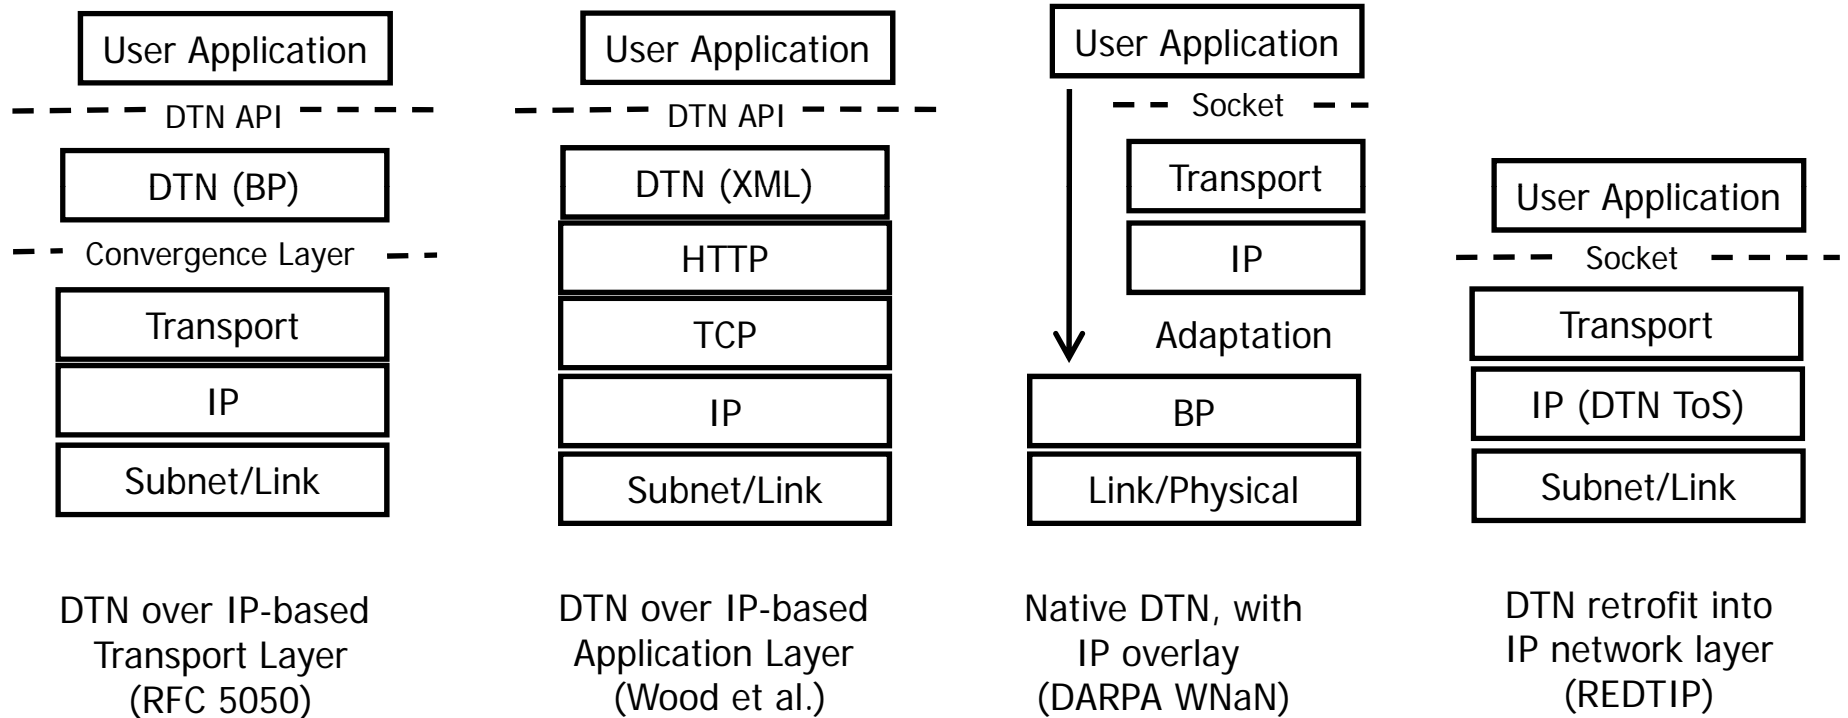 User Application
DTN API
DTN (BP)
Convergence Layer
Transport
IP
Subnet/Link
DTN over IP-based
Transport Layer
(RFC 5050)
User Application
DTN API
DTN (XML)
HTTP
TCP
IP
Subnet/Link
DTN over IP-based
Application Layer
(Wood et al.)
User Application
Socket
Transport
IP
Adaptation
BP
Link/Physical
Native DTN, with
IP overlay
(DARPA WNaN)
User Application
Socket
Transport
IP (DTN ToS)
Subnet/Link
DTN retrofit into
IP network layer
(REDTIP)